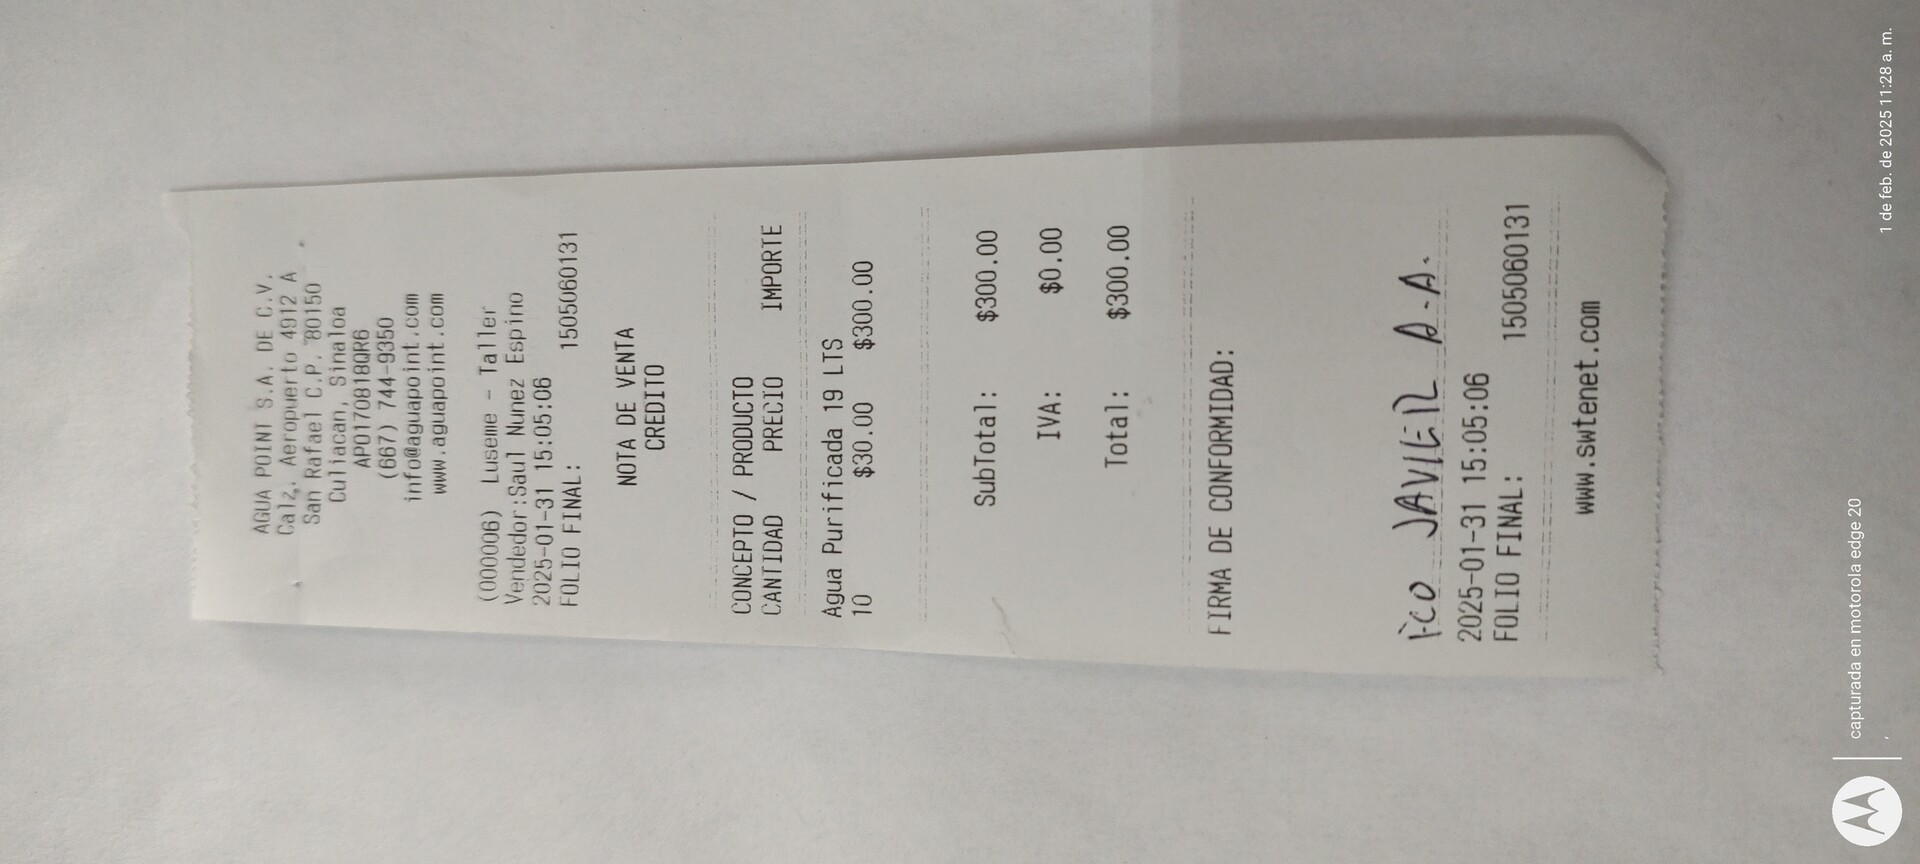 AGUA POINT S.A. DE C.V.
Calz. Aeropuerto 4912 A
San Rafael C.P. 80150
Culiacan, Sinaloa
APO170818QR6
(667) 744-9350
info@aguapoint.com
www.aguapoint.com
(000006) Luseme - Taller
Vendedor:Saul Nunez Espino
2025-01-31 15:05:06
FOLIO FINAL: 1505060131
NOTA DE VENTA
CREDITO
CONCEPTO / PRODUCTO
CANTIDAD PRECIO IMPORTE
Agua Purificada 19 LTS
10 $30.00 $300.00
SubTotal: $300.00
IVA: $0.00
Total: $300.00
FIRMA DE CONFORMIDAD:
FCO JAVIER A.A.
2025-01-31 15:05:06
FOLIO FINAL: 1505060131
www.swtenet.com
capturada en motorola edge 20
1 de feb. de 2025 11:28 a. m.